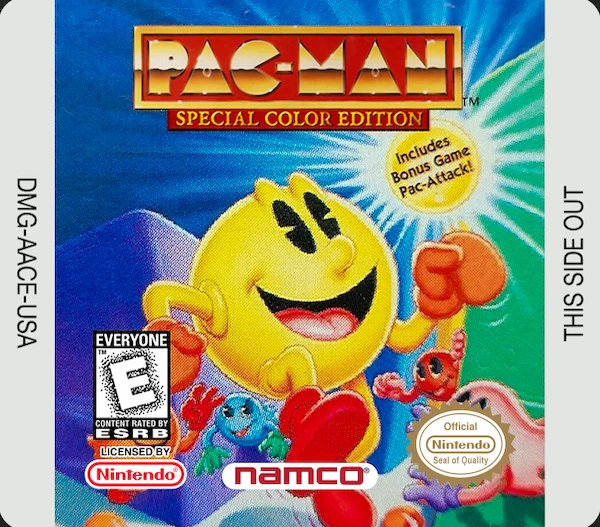 PAC-MAN
TM
SPECIAL COLOR EDITION
Includes
Bonus Game
Pac-Attack!
DMG-AACE-USA
THIS SIDE OUT
EVERYONE
TM
E
CONTENT RATED BY
ESRB
LICENSED BY
Nintendo®
namco®
Official
Nintendo
Seal of Quality